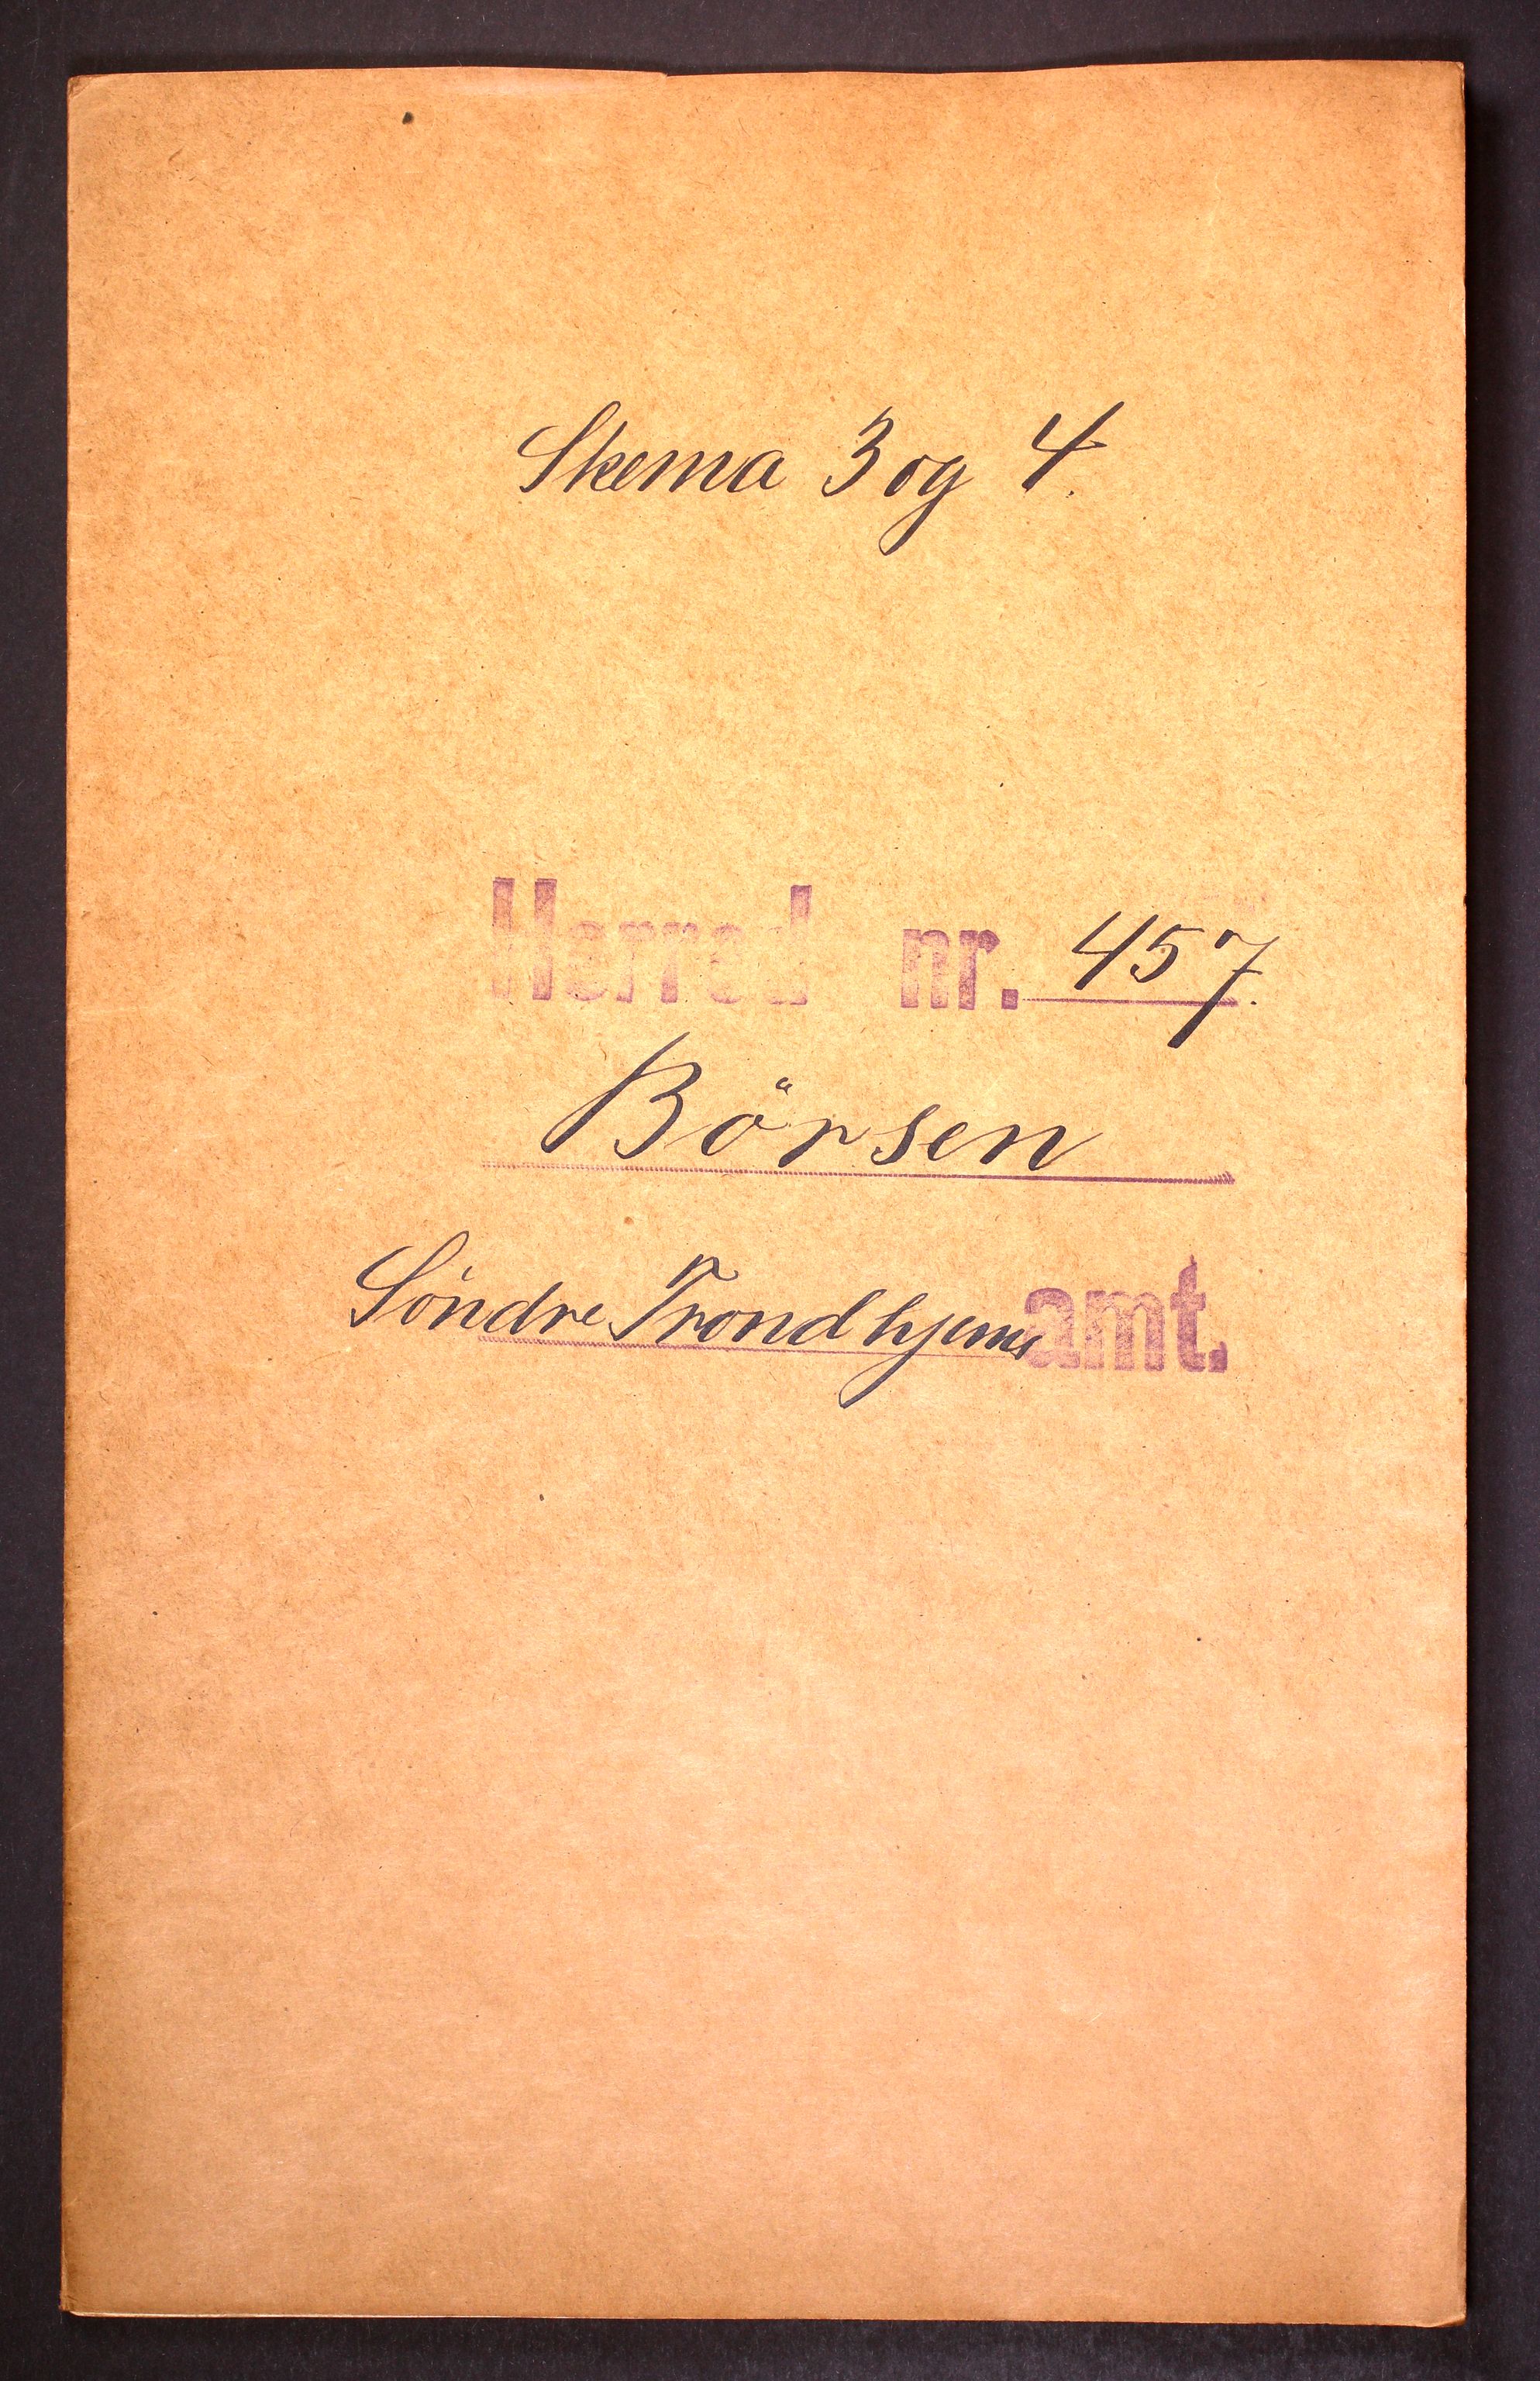 Skema 3 og 4.
Herred nr. 457.
Börsen
Söndre Trondhjems amt.